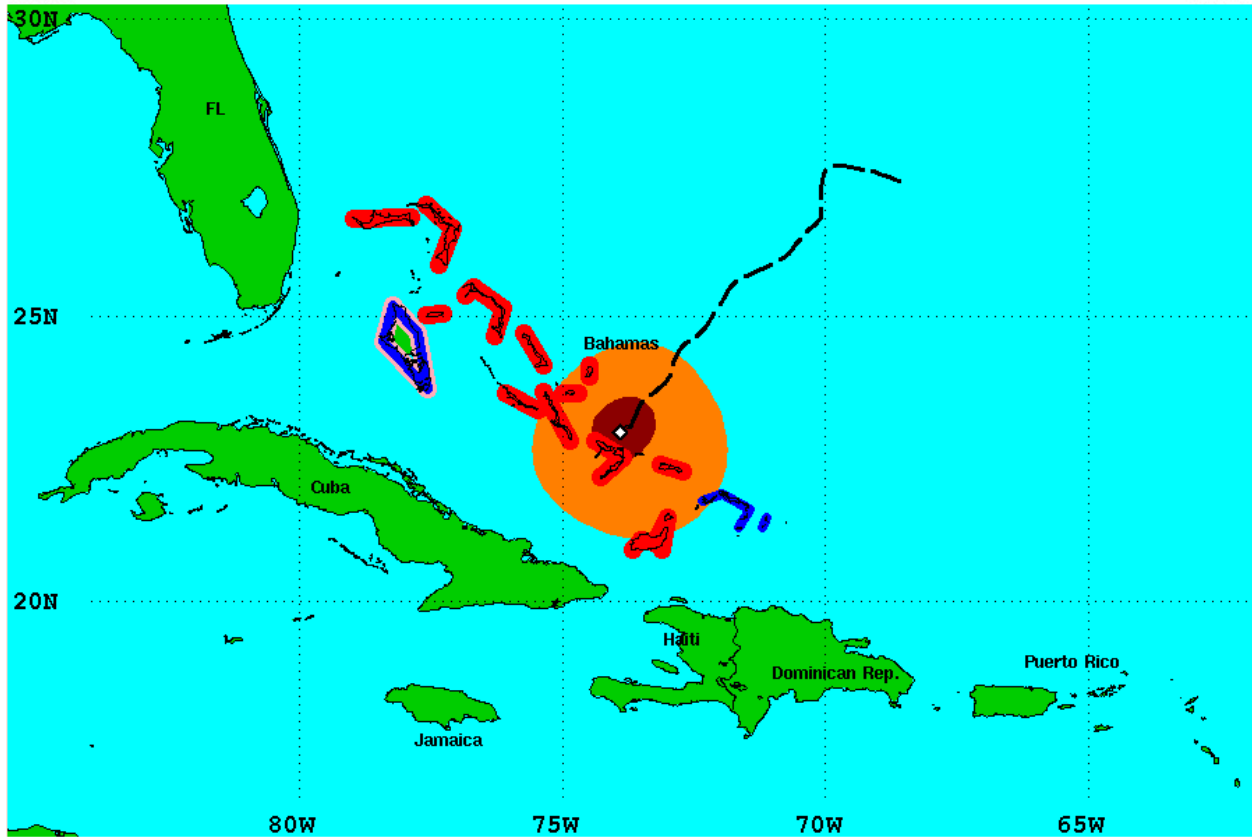 30N
FL
25N
Bahamas
Cuba
20N
Haiti
Puerto Rico
Dominican Rep.
Jamaica
80W 75W 70W 65W